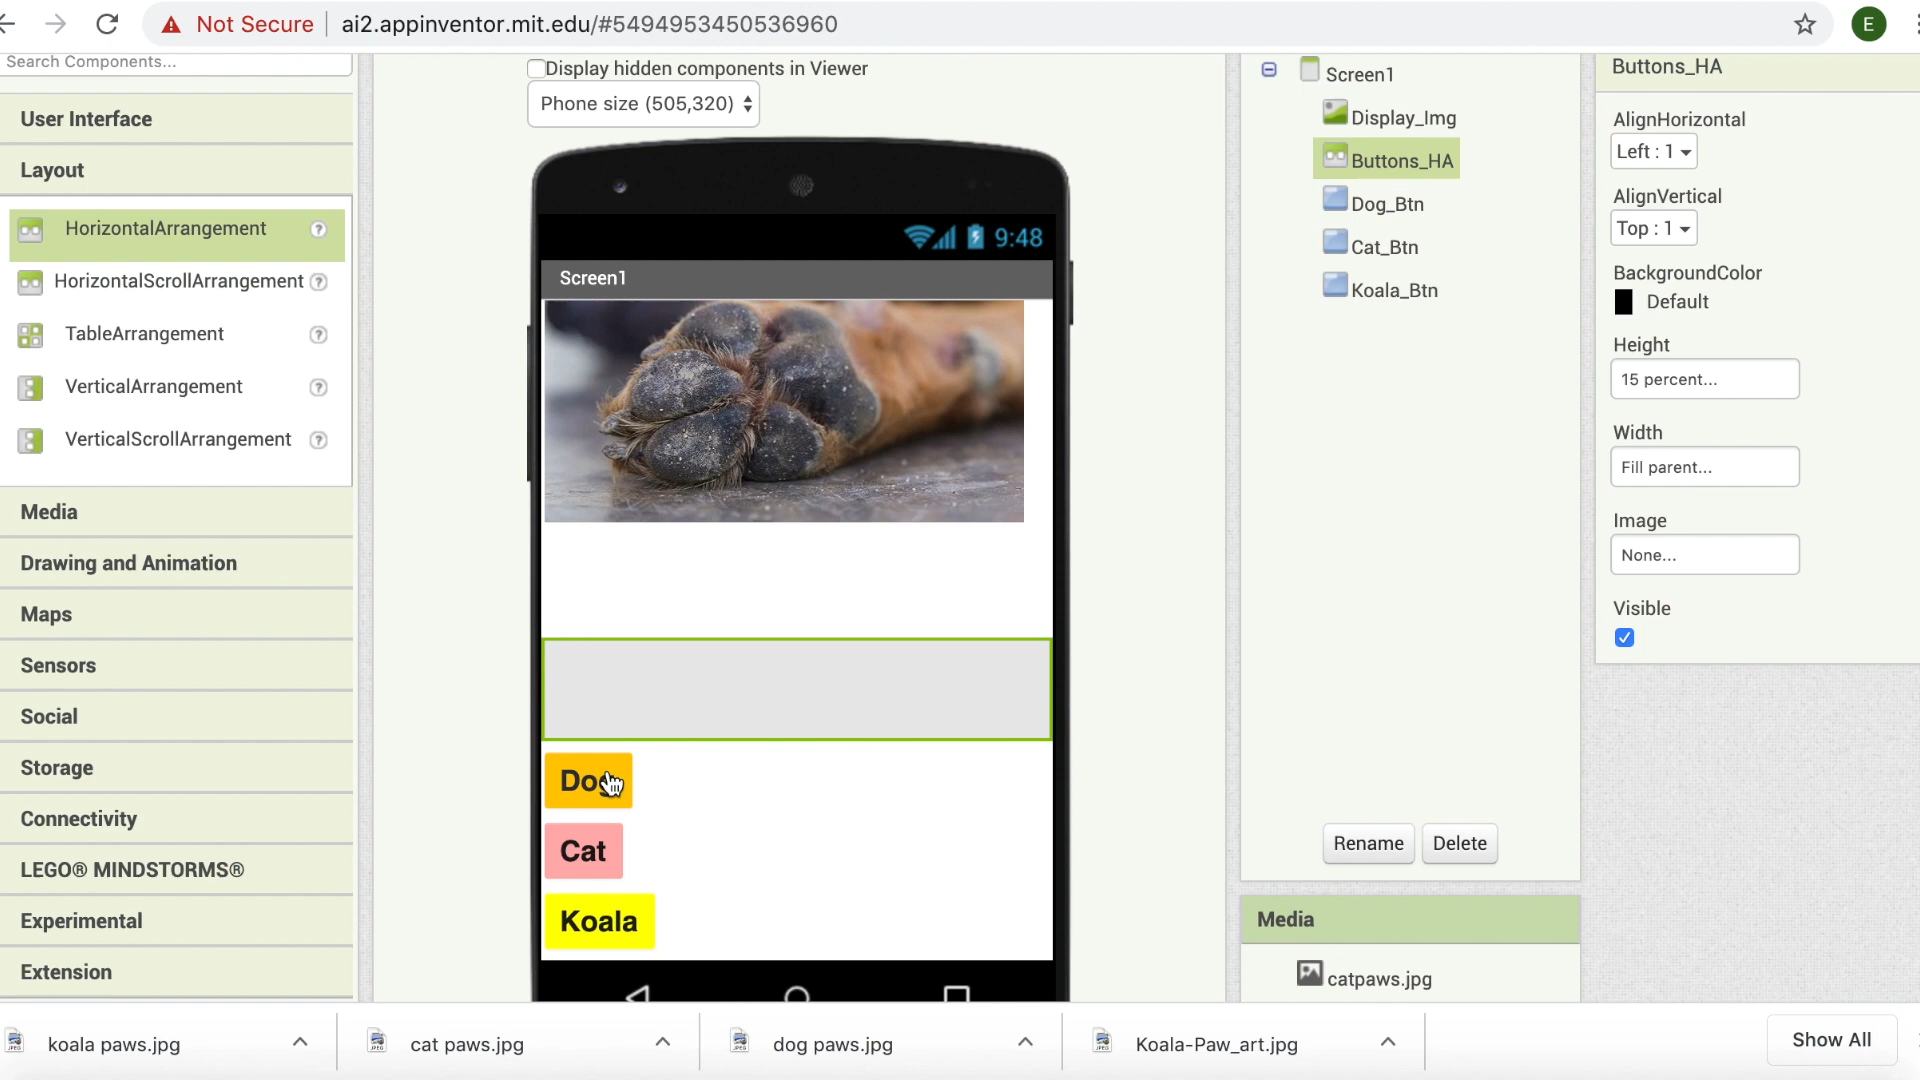 Not Secure
ai2.appinventor.mit.edu/#5494953450536960
E
Search Components...
User Interface
Layout
HorizontalArrangement ?
HorizontalScrollArrangement ?
TableArrangement ?
VerticalArrangement ?
VerticalScrollArrangement ?
Media
Drawing and Animation
Maps
Sensors
Social
Storage
Connectivity
LEGO® MINDSTORMS®
Experimental
Extension
Display hidden components in Viewer
Phone size (505,320)
9:48
Screen1
Dog
Cat
Koala
Screen1
Display_Img
Buttons_HA
Dog_Btn
Cat_Btn
Koala_Btn
Rename Delete
Media
catpaws.jpg
Buttons_HA
AlignHorizontal
Left : 1
AlignVertical
Top : 1
BackgroundColor
Default
Height
15 percent...
Width
Fill parent...
Image
None...
Visible
koala paws.jpg
cat paws.jpg
dog paws.jpg
Koala-Paw_art.jpg
Show All